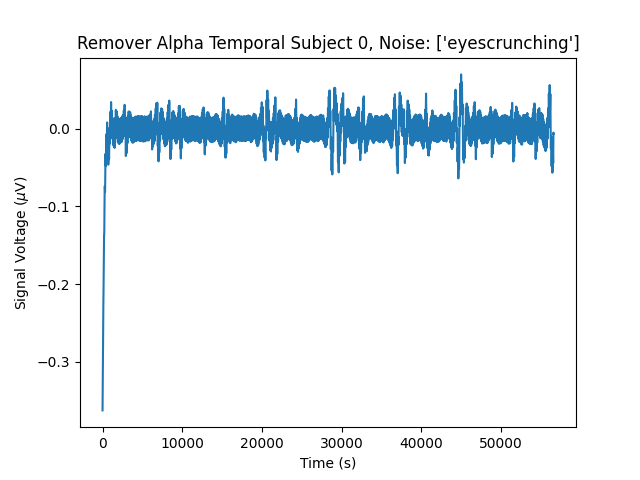 Remover Alpha Temporal Subject 0, Noise: ['eyescrunching']
Signal Voltage (μV)
0.0
−0.1
−0.2
−0.3
0 10000 20000 30000 40000 50000
Time (s)